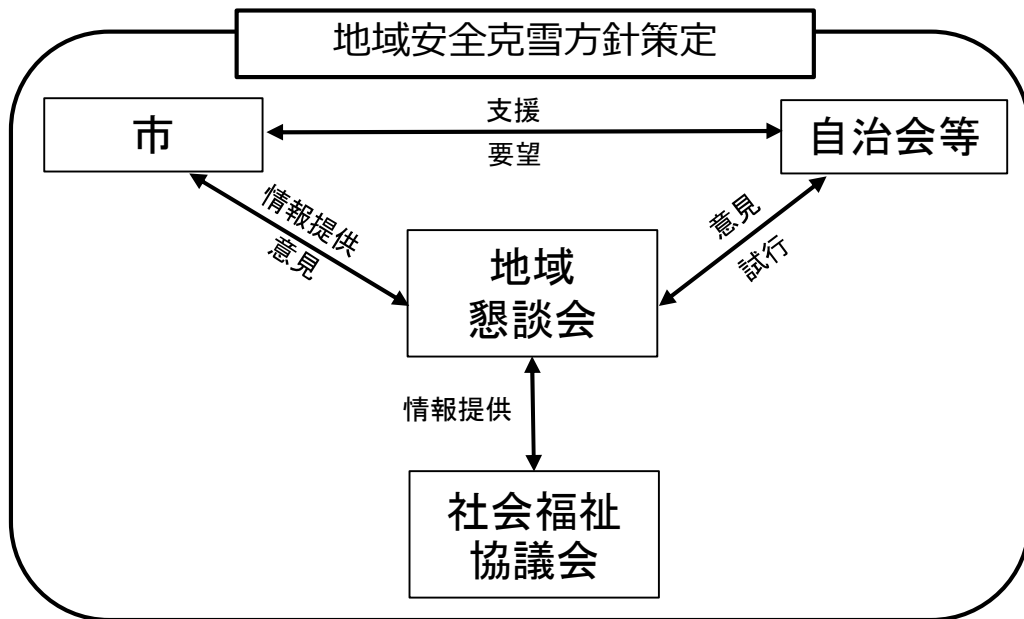 地域安全克雪方針策定
市
支援
要望
自治会等
情報提供
意見
意見
試行
地域
懇談会
情報提供
社会福祉
協議会